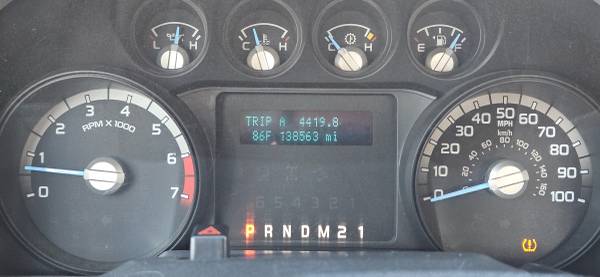 L H
C H
C H
E F
0 1 2 3 4 5 6 7
RPM X 1000
TRIP A 4419.8
86F 138563 mi
6 5 4 3 2 1
P R N D M 2 1
0 10 20 30 40 50 60 70 80 90 100
MPH
km/h